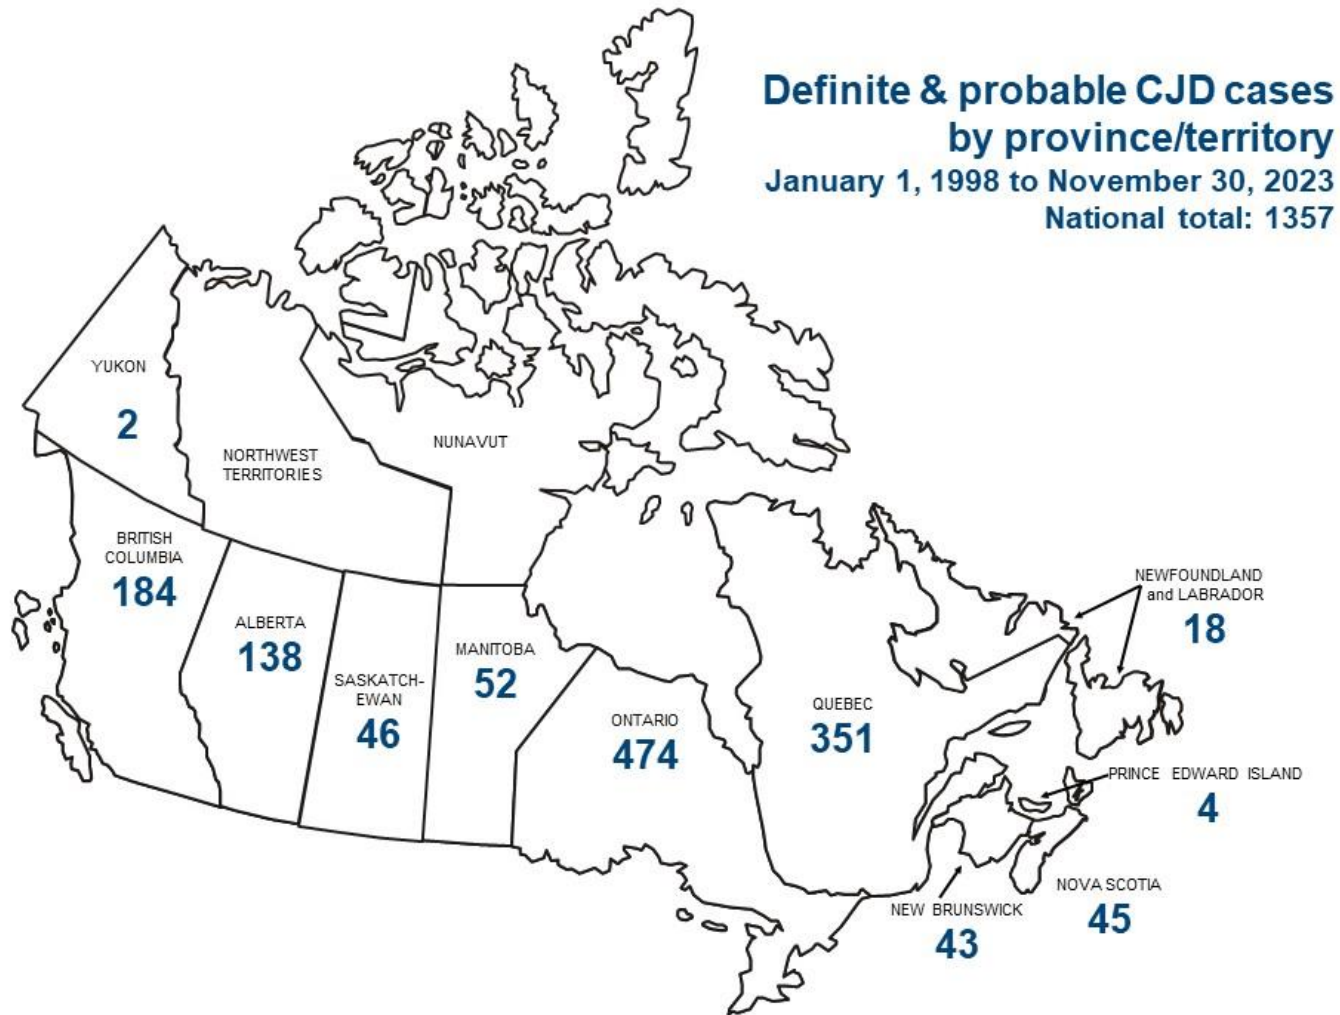 Definite & probable CJD cases
by province/territory
January 1, 1998 to November 30, 2023
National total: 1357
YUKON
2
NORTHWEST
TERRITORIES
NUNAVUT
BRITISH
COLUMBIA
184
ALBERTA
138
SASKATCH-
EWAN
46
MANITOBA
52
ONTARIO
474
QUEBEC
351
NEWFOUNDLAND
and LABRADOR
18
PRINCE EDWARD ISLAND
4
NOVA SCOTIA
45
NEW BRUNSWICK
43